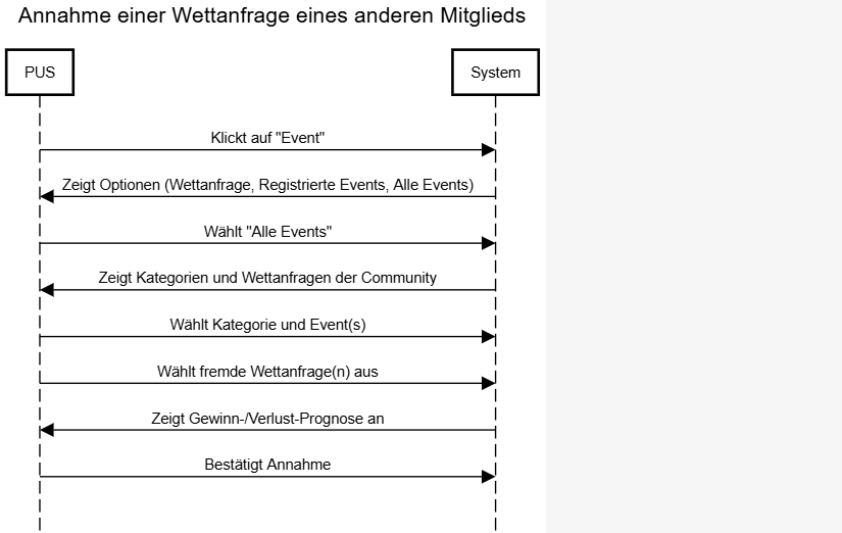 Annahme einer Wettanfrage eines anderen Mitglieds
PUS
System
Klickt auf "Event"
Zeigt Optionen (Wettanfrage, Registrierte Events, Alle Events)
Wählt "Alle Events"
Zeigt Kategorien und Wettanfragen der Community
Wählt Kategorie und Event(s)
Wählt fremde Wettanfrage(n) aus
Zeigt Gewinn-/Verlust-Prognose an
Bestätigt Annahme